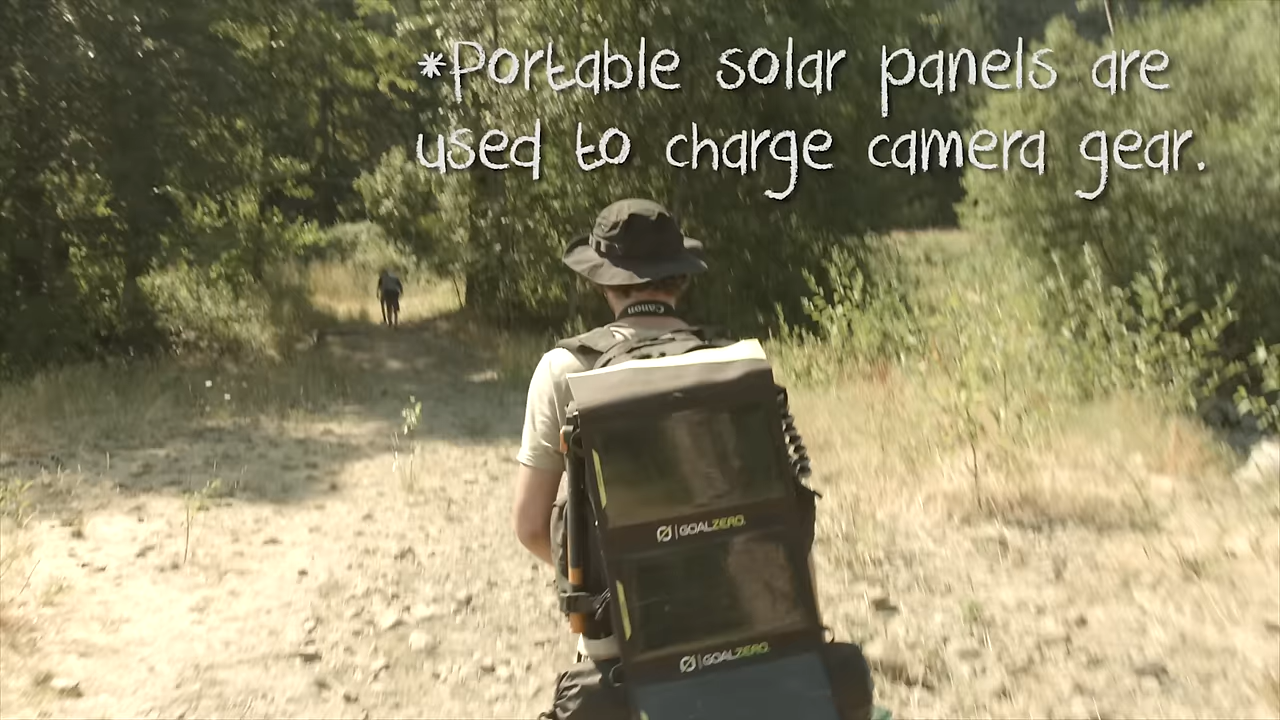 *Portable solar panels are
used to charge camera gear.
Canon
GOALZERO.
GOALZERO.